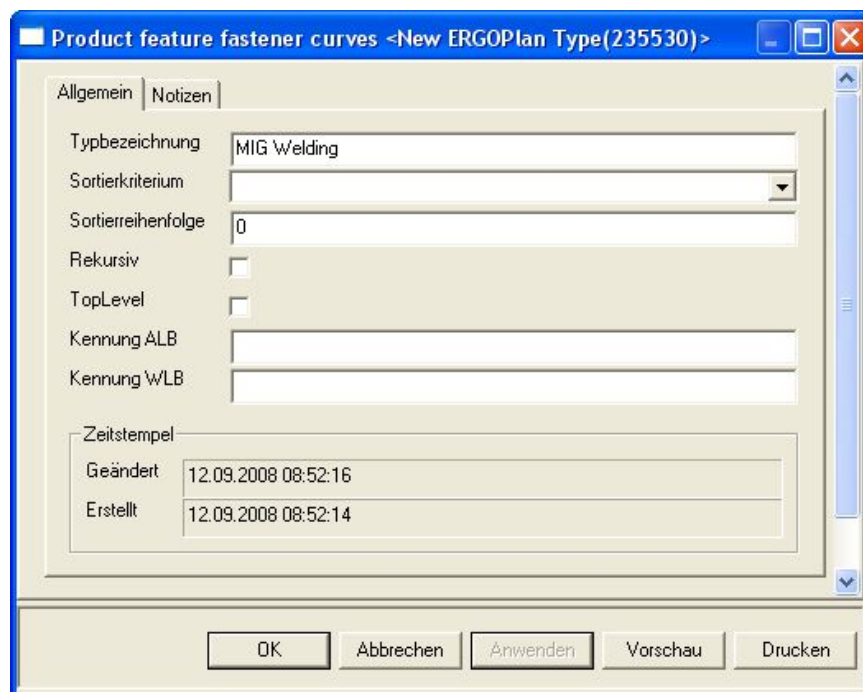 Product feature fastener curves <New ERGOPlan Type(235530)>
Allgemein Notizen
Typbezeichnung MIG Welding
Sortierkriterium
Sortierreihenfolge 0
Rekursiv
TopLevel
Kennung ALB
Kennung WLB
Zeitstempel
Geändert 12.09.2008 08:52:16
Erstellt 12.09.2008 08:52:14
OK Abbrechen Anwenden Vorschau Drucken